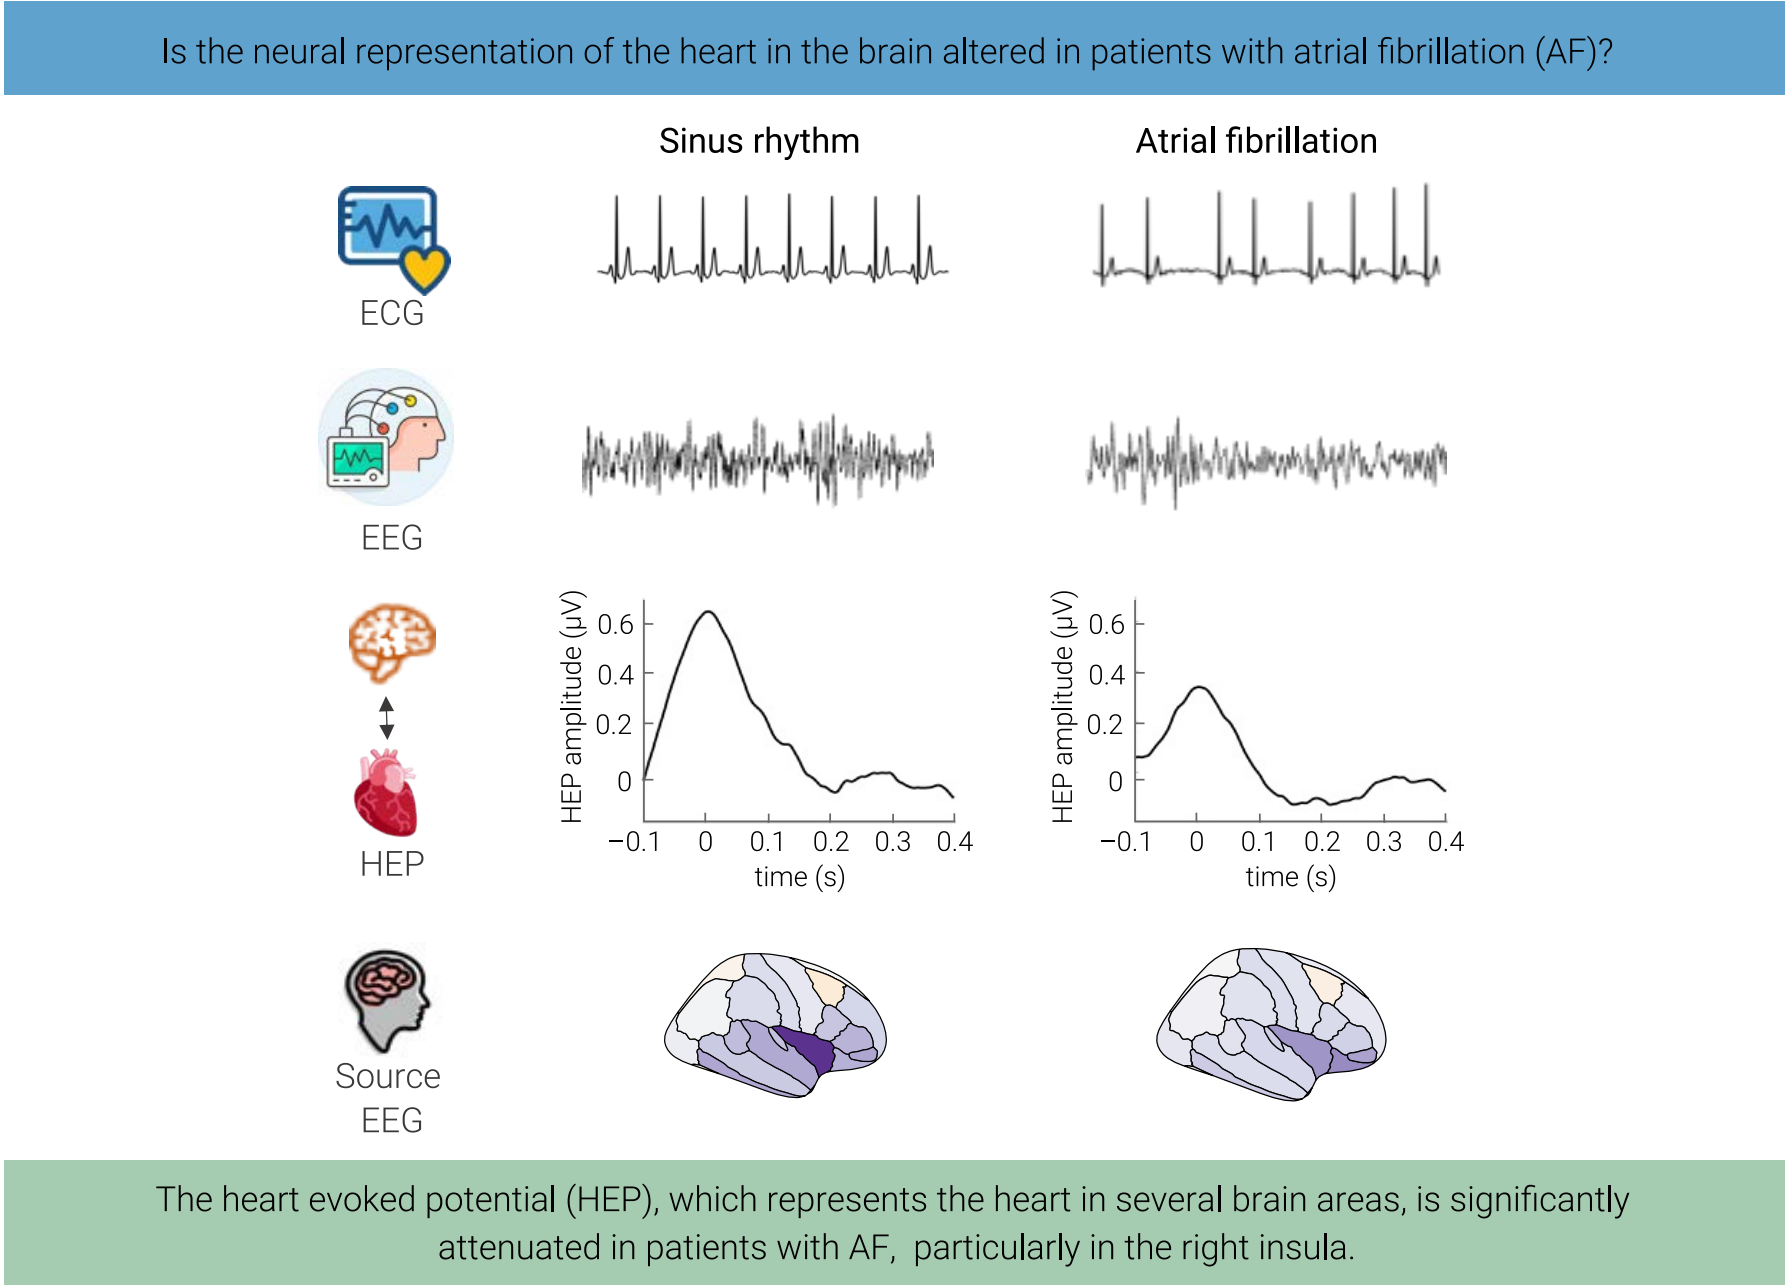 Is the neural representation of the heart in the brain altered in patients with atrial fibrillation (AF)?
Sinus rhythm
Atrial fibrillation
ECG
EEG
HEP
HEP amplitude (µV)
0.6
0.4
0.2
0
−0.1 0 0.1 0.2 0.3 0.4
time (s)
HEP amplitude (µV)
0.6
0.4
0.2
0
−0.1 0 0.1 0.2 0.3 0.4
time (s)
Source
EEG
The heart evoked potential (HEP), which represents the heart in several brain areas, is significantly
attenuated in patients with AF, particularly in the right insula.